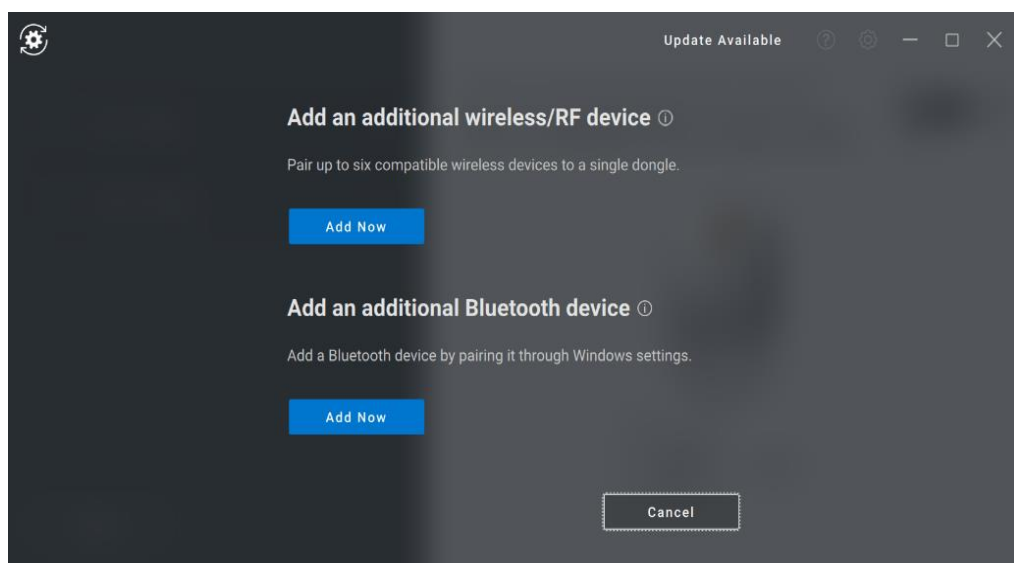 Update Available
Add an additional wireless/RF device
Pair up to six compatible wireless devices to a single dongle.
Add Now
Add an additional Bluetooth device
Add a Bluetooth device by pairing it through Windows settings.
Add Now
Cancel